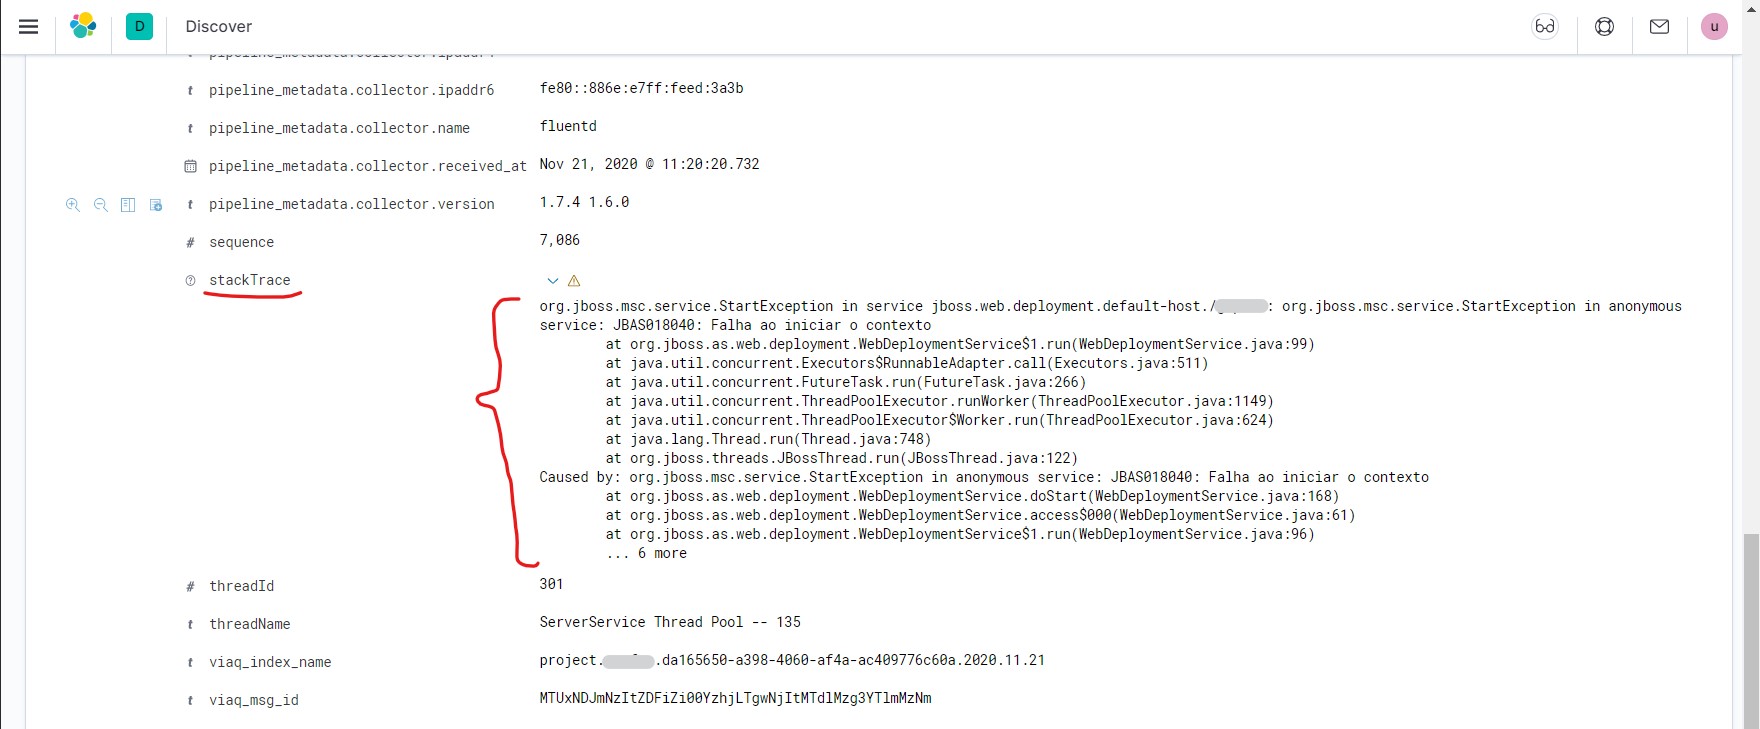 D Discover u
pipeline_metadata.collector.ipaddr6 fe80::886e:e7ff:feed:3a3b
pipeline_metadata.collector.name fluentd
pipeline_metadata.collector.received_at Nov 21, 2020 @ 11:20:20.732
t pipeline_metadata.collector.version 1.7.4 1.6.0
# sequence 7,086
? stackTrace
org.jboss.msc.service.StartException in service jboss.web.deployment.default-host./ : org.jboss.msc.service.StartException in anonymous
service: JBAS018040: Falha ao iniciar o contexto
at org.jboss.as.web.deployment.WebDeploymentService$1.run(WebDeploymentService.java:99)
at java.util.concurrent.Executors$RunnableAdapter.call(Executors.java:511)
at java.util.concurrent.FutureTask.run(FutureTask.java:266)
at java.util.concurrent.ThreadPoolExecutor.runWorker(ThreadPoolExecutor.java:1149)
at java.util.concurrent.ThreadPoolExecutor$Worker.run(ThreadPoolExecutor.java:624)
at java.lang.Thread.run(Thread.java:748)
at org.jboss.threads.JBossThread.run(JBossThread.java:122)
Caused by: org.jboss.msc.service.StartException in anonymous service: JBAS018040: Falha ao iniciar o contexto
at org.jboss.as.web.deployment.WebDeploymentService.doStart(WebDeploymentService.java:168)
at org.jboss.as.web.deployment.WebDeploymentService.access$000(WebDeploymentService.java:61)
at org.jboss.as.web.deployment.WebDeploymentService$1.run(WebDeploymentService.java:96)
... 6 more
# threadId 301
t threadName ServerService Thread Pool -- 135
t viaq_index_name project. .da165650-a398-4060-af4a-ac409776c60a.2020.11.21
t viaq_msg_id MTUxNDJmNzItZDFiZi00YzhjLTgwNjItMTdlMzg3YTlmMzNm